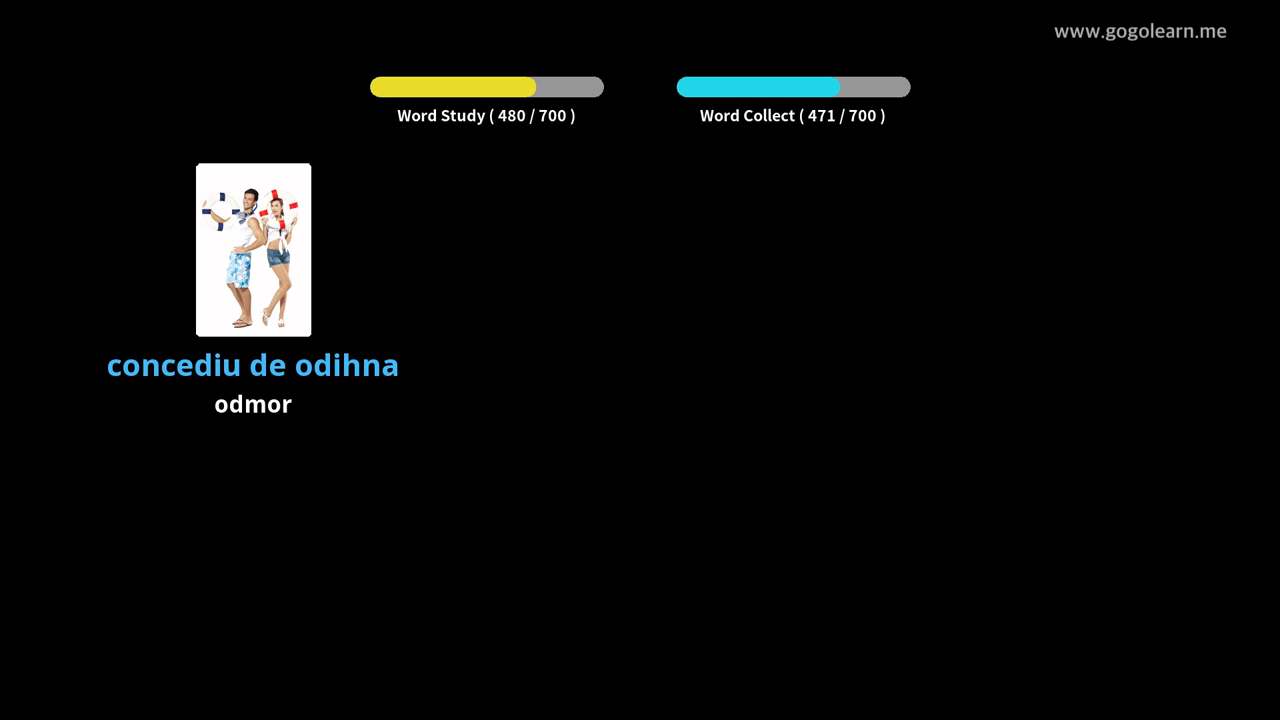 www.gogolearn.me
Word Study ( 480 / 700 )
Word Collect ( 471 / 700 )
concediu de odihna
odmor